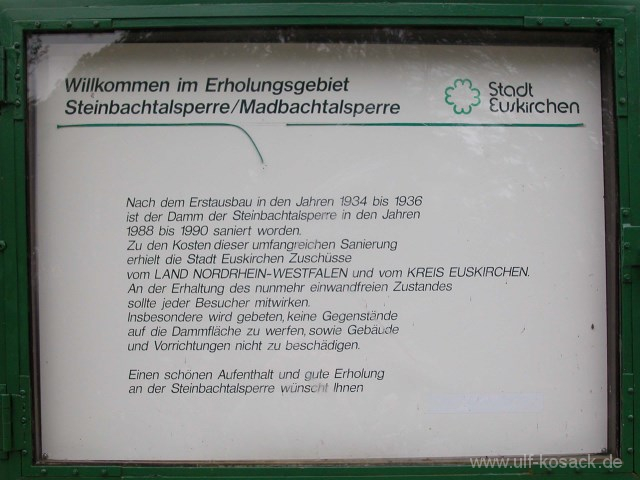 Willkommen im Erholungsgebiet
Steinbachtalsperre/Madbachtalsperre
Stadt
Euskirchen
Nach dem Erstausbau in den Jahren 1934 bis 1936
ist der Damm der Steinbachtalsperre in den Jahren
1988 bis 1990 saniert worden.
Zu den Kosten dieser umfangreichen Sanierung
erhielt die Stadt Euskirchen Zuschüsse
vom LAND NORDRHEIN-WESTFALEN und vom KREIS EUSKIRCHEN.
An der Erhaltung des nunmehr einwandfreien Zustandes
sollte jeder Besucher mitwirken.
Insbesondere wird gebeten, keine Gegenstände
auf die Dammfläche zu werfen, sowie Gebäude
und Vorrichtungen nicht zu beschädigen.
Einen schönen Aufenthalt und gute Erholung
an der Steinbachtalsperre wünscht Ihnen
www.ulf-kosack.de